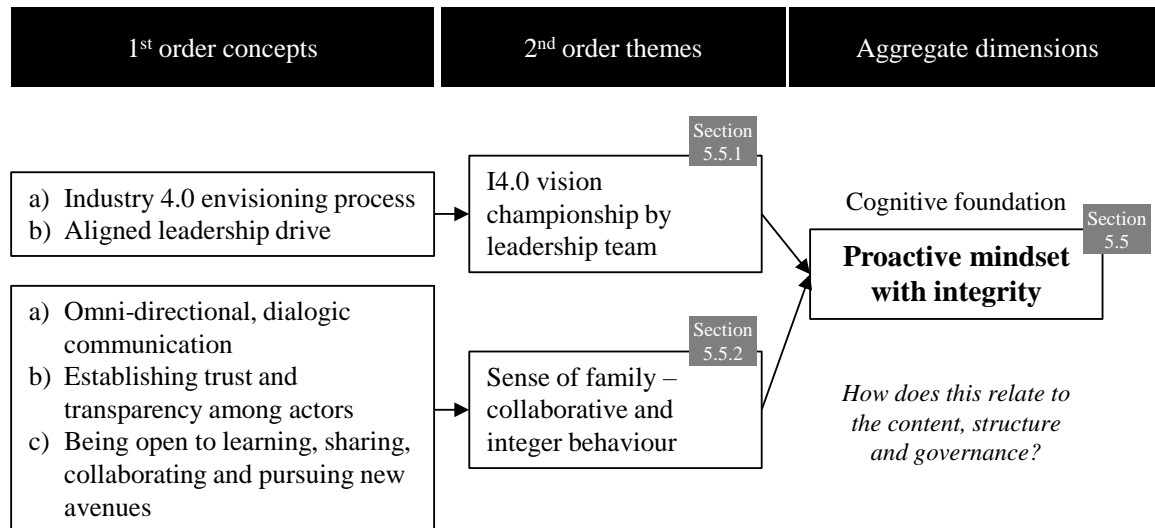 1st order concepts
2nd order themes
Aggregate dimensions
a) Industry 4.0 envisioning process
b) Aligned leadership drive
Section
5.5.1
I4.0 vision
championship by
leadership team
Cognitive foundation
Section
5.5
Proactive mindset
with integrity
a) Omni-directional, dialogic
communication
b) Establishing trust and
transparency among actors
c) Being open to learning, sharing,
collaborating and pursuing new
avenues
Section
5.5.2
Sense of family –
collaborative and
integer behaviour
How does this relate to
the content, structure
and governance?